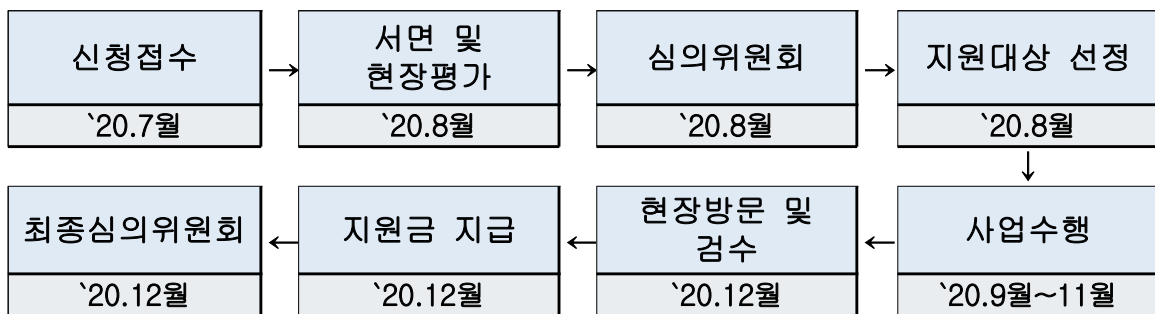 신청접수
`20.7월
서면 및
현장평가
`20.8월
심의위원회
`20.8월
지원대상 선정
`20.8월
사업수행
`20.9월~11월
현장방문 및
검수
`20.12월
지원금 지급
`20.12월
최종심의위원회
`20.12월